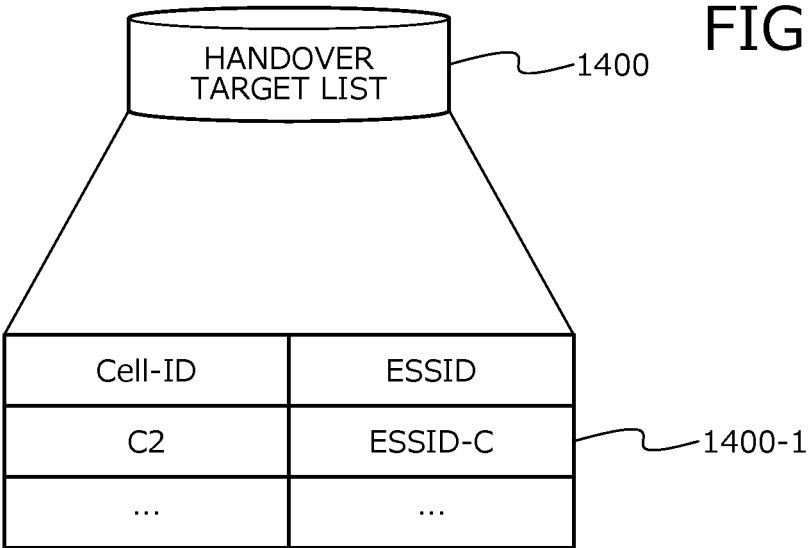 FIG
HANDOVER
TARGET LIST
1400
Cell-ID ESSID
C2 ESSID-C
1400-1
... ...